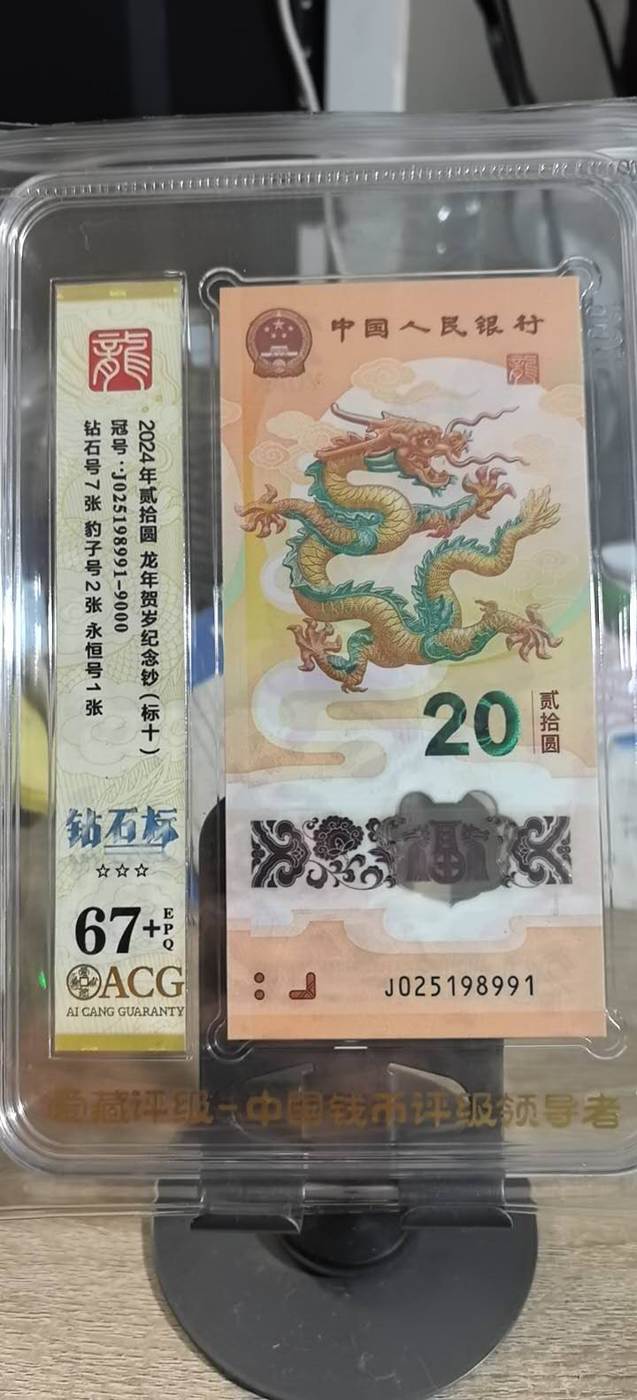 龍
2024年贰拾圆 龙年贺岁纪念钞(标十)
冠号:J025198991-9000
钻石号7张 豹子号2张 永恒号1张
钻石标
☆☆☆
67+EPQ
ACG
AI CANG GUARANTY
中国人民银行
龍
20
贰拾圆
福
J025198991
爱藏评级-中国钱币评级领导者